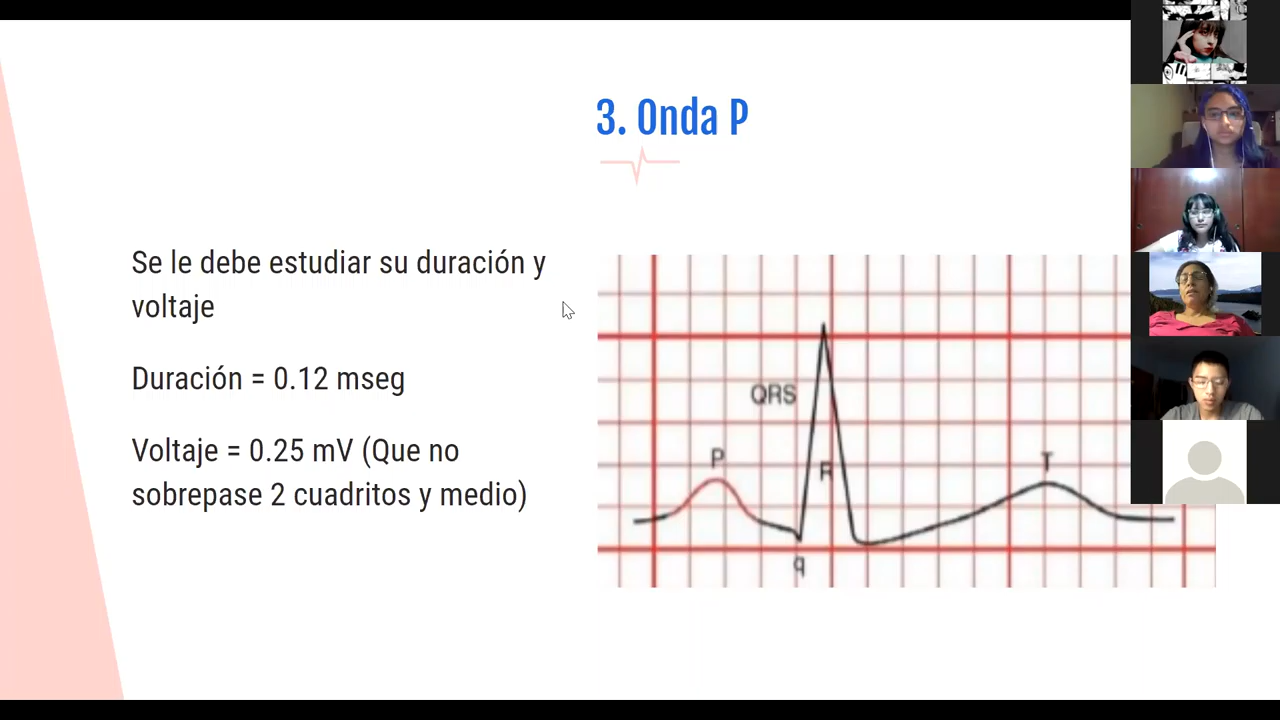 3. Onda P
Se le debe estudiar su duración y
voltaje
Duración = 0.12 mseg
Voltaje = 0.25 mV (Que no
sobrepase 2 cuadritos y medio)
QRS
P
R
T
q